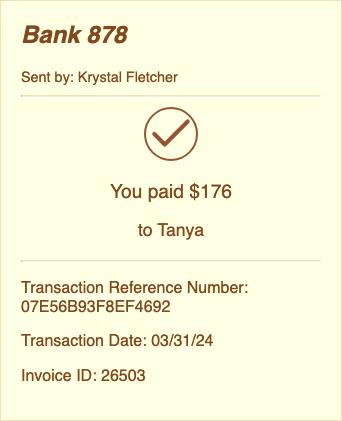 Bank 878
Sent by: Krystal Fletcher
You paid $176
to Tanya
Transaction Reference Number:
07E56B93F8EF4692
Transaction Date: 03/31/24
Invoice ID: 26503